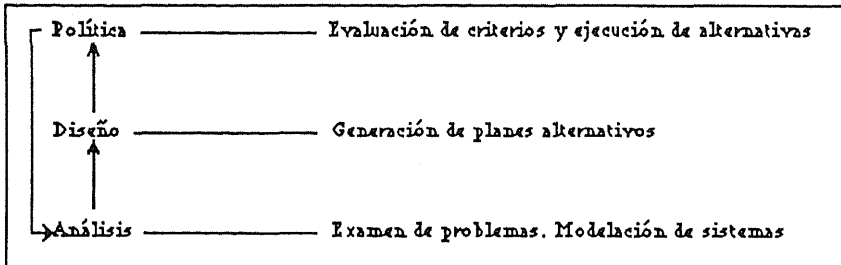 Política Evaluación de criterios y ejecución de alternativas
Diseño Generación de planes alternativos
Análisis Examen de problemas. Modelación de sistemas